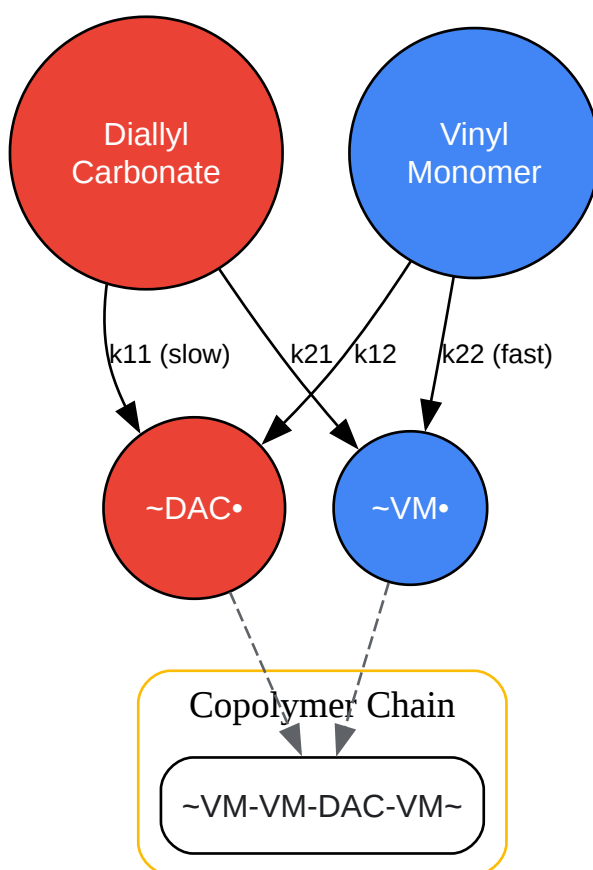 Diallyl
Carbonate
Vinyl
Monomer
k11 (slow)
k21
k12
k22 (fast)
~DAC•
~VM•
Copolymer Chain
~VM-VM-DAC-VM~